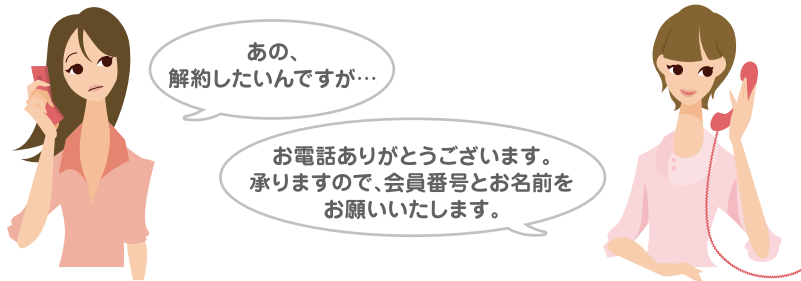 あの、
解約したいんですが…
お電話ありがとうございます。
承りますので、会員番号とお名前を
お願いいたします。